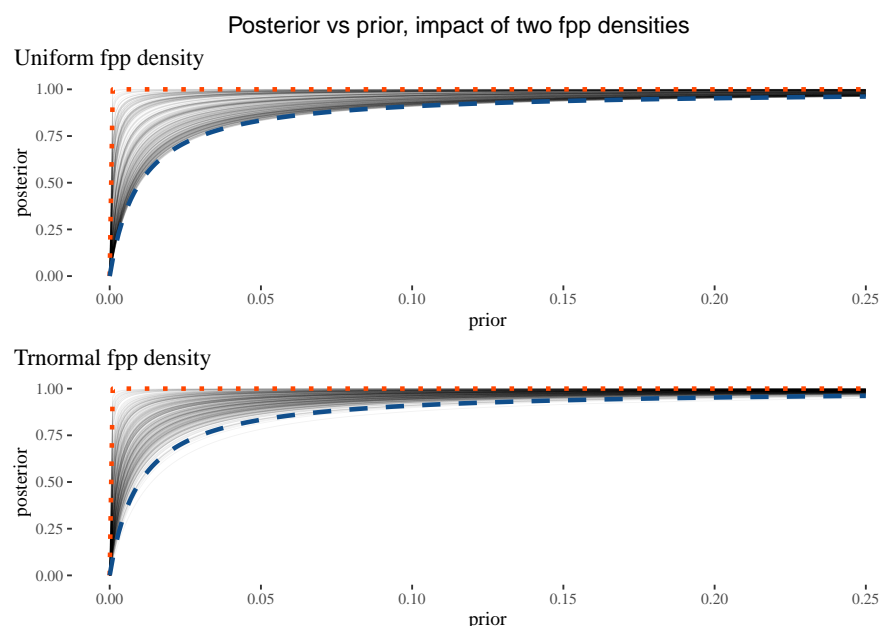 Posterior vs prior, impact of two fpp densities
Uniform fpp density
posterior
1.00
0.75
0.50
0.25
0.00
0.00 0.05 0.10 0.15 0.20 0.25
prior
Trnormal fpp density
posterior
1.00
0.75
0.50
0.25
0.00
0.00 0.05 0.10 0.15 0.20 0.25
prior